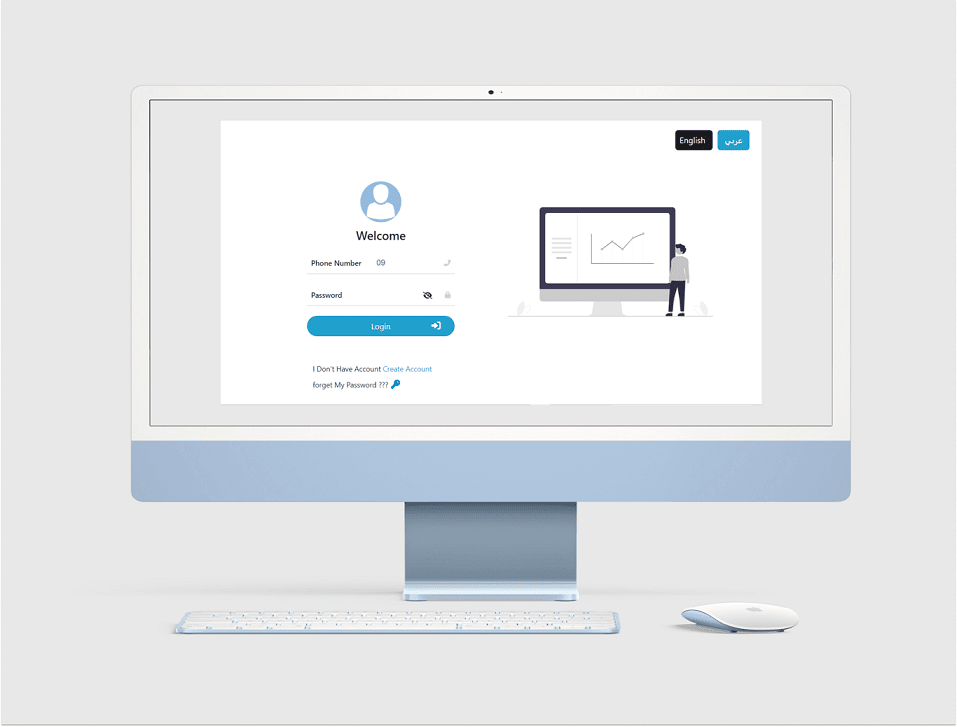 English عربي
Welcome
Phone Number 09
Password
Login
I Don't Have Account Create Account
forget My Password ???